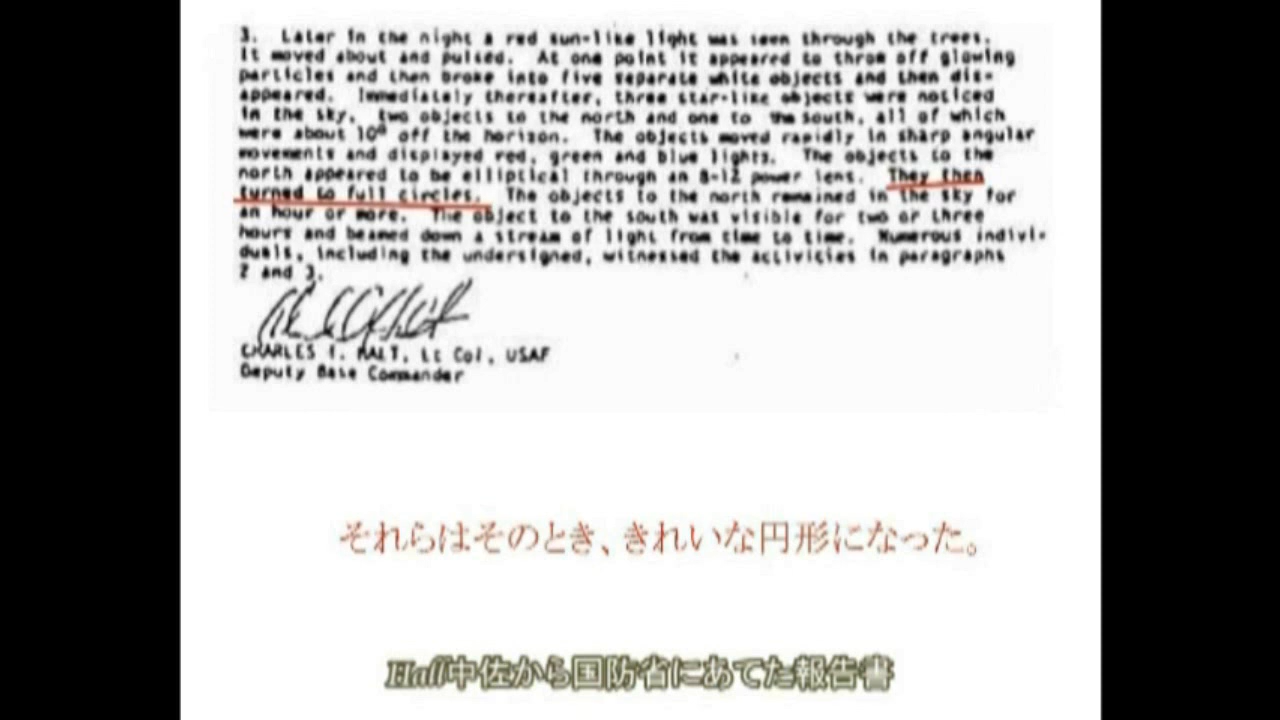 3. Later in the night a red sun-like light was seen through the trees.
It moved about and pulsed. At one point it appeared to throw off glowing
particles and then broke into five separate white objects and then dis-
appeared. Immediately thereafter, three star-like objects were noticed
in the sky, two objects to the north and one to the south, all of which
were about 10° off the horizon. The objects moved rapidly in sharp angular
movements and displayed red, green and blue lights. The objects to the
north appeared to be elliptical through an 8-12 power lens. They then
turned to full circles. The objects to the north remained in the sky for
an hour or more. The object to the south was visible for two or three
hours and beamed down a stream of light from time to time. Numerous indivi-
duals, including the undersigned, witnessed the activities in paragraphs
2 and 3.
CHARLES I. HALT, Lt Col, USAF
Deputy Base Commander
それらはそのとき、きれいな円形になった。
Halt中佐から国防省にあてた報告書